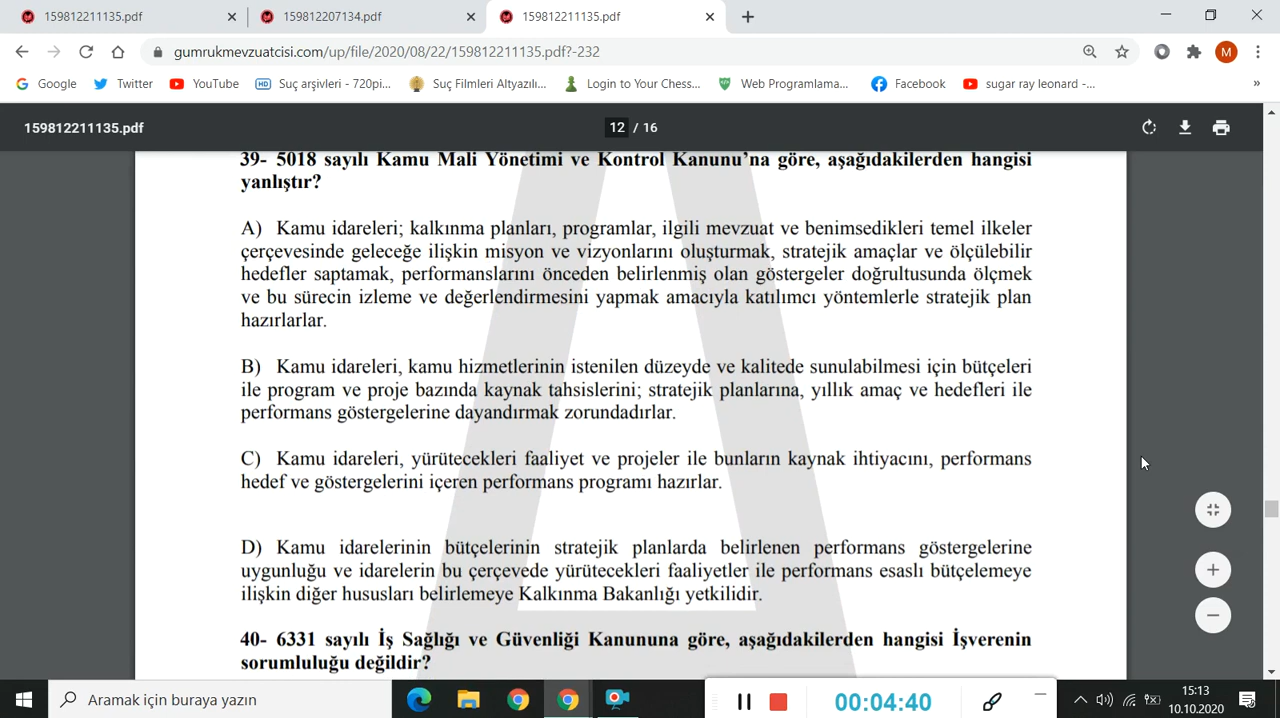 159812211135.pdf
159812207134.pdf
159812211135.pdf
gumrukmevzuatcisi.com/up/file/2020/08/22/159812211135.pdf?-232
M
Google
Twitter
YouTube
Suç arşivleri - 720pi...
Suç Filmleri Altyazılı...
Login to Your Chess...
Web Programlama...
Facebook
sugar ray leonard -...
»
159812211135.pdf
12 / 16
39- 5018 sayılı Kamu Mali Yönetimi ve Kontrol Kanunu’na göre, aşağıdakilerden hangisi
yanlıştır?
A) Kamu idareleri; kalkınma planları, programlar, ilgili mevzuat ve benimsedikleri temel ilkeler
çerçevesinde geleceğe ilişkin misyon ve vizyonlarını oluşturmak, stratejik amaçlar ve ölçülebilir
hedefler saptamak, performanslarını önceden belirlenmiş olan göstergeler doğrultusunda ölçmek
ve bu sürecin izleme ve değerlendirmesini yapmak amacıyla katılımcı yöntemlerle stratejik plan
hazırlarlar.
B) Kamu idareleri, kamu hizmetlerinin istenilen düzeyde ve kalitede sunulabilmesi için bütçeleri
ile program ve proje bazında kaynak tahsislerini; stratejik planlarına, yıllık amaç ve hedefleri ile
performans göstergelerine dayandırmak zorundadırlar.
C) Kamu idareleri, yürütecekleri faaliyet ve projeler ile bunların kaynak ihtiyacını, performans
hedef ve göstergelerini içeren performans programı hazırlar.
D) Kamu idarelerinin bütçelerinin stratejik planlarda belirlenen performans göstergelerine
uygunluğu ve idarelerin bu çerçevede yürütecekleri faaliyetler ile performans esaslı bütçelemeye
ilişkin diğer hususları belirlemeye Kalkınma Bakanlığı yetkilidir.
40- 6331 sayılı İş Sağlığı ve Güvenliği Kanununa göre, aşağıdakilerden hangisi İşverenin
sorumluluğu değildir?
Aramak için buraya yazın
00:04:40
15:13
10.10.2020